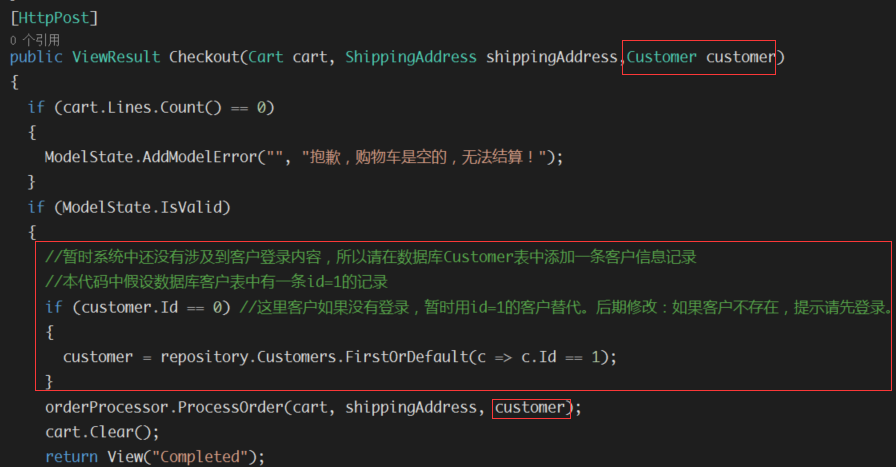 [HttpPost]
0 个引用
public ViewResult Checkout(Cart cart, ShippingAddress shippingAddress,Customer customer)
{
if (cart.Lines.Count() == 0)
{
ModelState.AddModelError("", "抱歉，购物车是空的，无法结算！");
}
if (ModelState.IsValid)
{
//暂时系统中还没有涉及到客户登录内容，所以请在数据库Customer表中添加一条客户信息记录
//本代码中假设数据库客户表中有一条id=1的记录
if (customer.Id == 0) //这里客户如果没有登录，暂时用id=1的客户替代。后期修改：如果客户不存在，提示请先登录。
{
customer = repository.Customers.FirstOrDefault(c => c.Id == 1);
}
orderProcessor.ProcessOrder(cart, shippingAddress, customer);
cart.Clear();
return View("Completed");